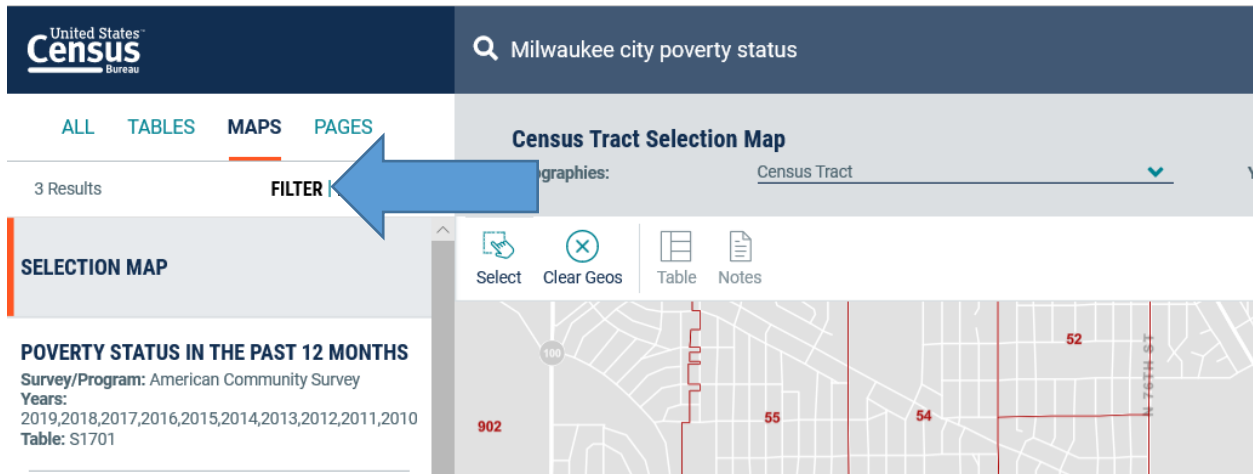 United States™
Census
Bureau
Milwaukee city poverty status
ALL TABLES MAPS PAGES
3 Results FILTER |
Census Tract Selection Map
ographies: Census Tract Y
SELECTION MAP
Select Clear Geos Table Notes
POVERTY STATUS IN THE PAST 12 MONTHS
Survey/Program: American Community Survey
Years:
2019,2018,2017,2016,2015,2014,2013,2012,2011,2010
Table: S1701
100
52
N 76TH ST
902
55
54